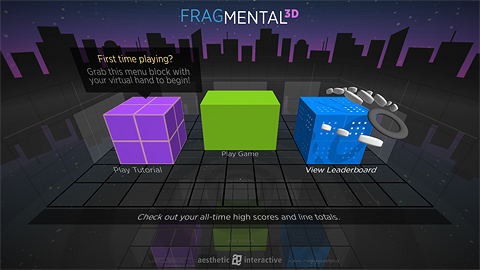 FRAGMENTAL3D
First time playing?
Grab this menu block with
your virtual hand to begin!
Play Tutorial
Play Game
View Leaderboard
Check out your all-time high scores and line totals.
aesthetic interactive